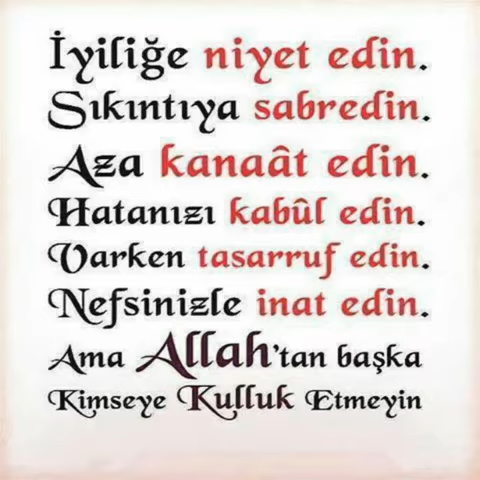 İyiliğe niyet edin.
Sıkıntıya sabredin.
Aza kanaât edin.
Hatanızı kabûl edin.
Varken tasarruf edin.
Nefsinizle inat edin.
Ama Allah'tan başka
Kimseye Kulluk Etmeyin